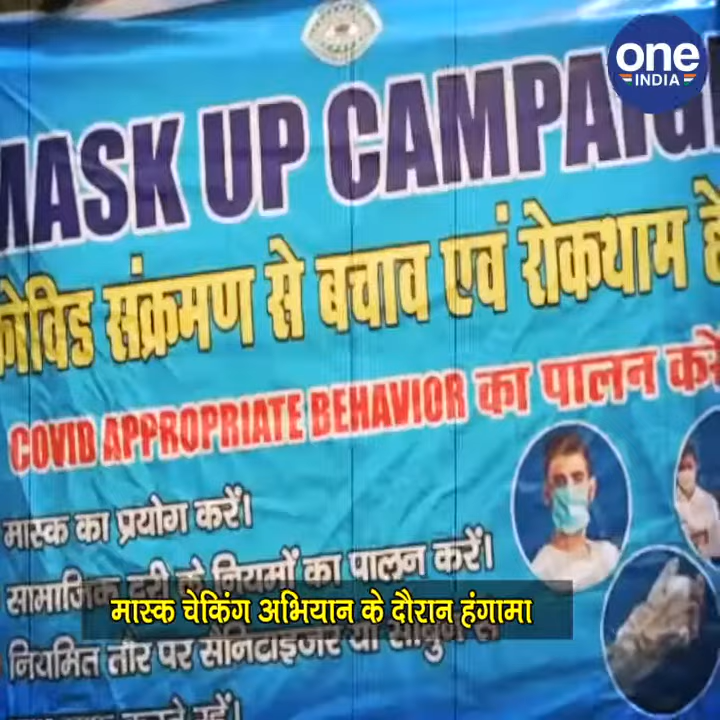 one
INDIA
MASK UP CAMPAIG
कोविड संक्रमण से बचाव एवं रोकथाम हे
COVID APPROPRIATE BEHAVIOR का पालन करें
मास्क का प्रयोग करें।
सामाजिक दूरी के नियमों का पालन करें।
मास्क चेकिंग अभियान के दौरान हंगामा
नियमित तौर पर सैनिटाइजर या साबुन से